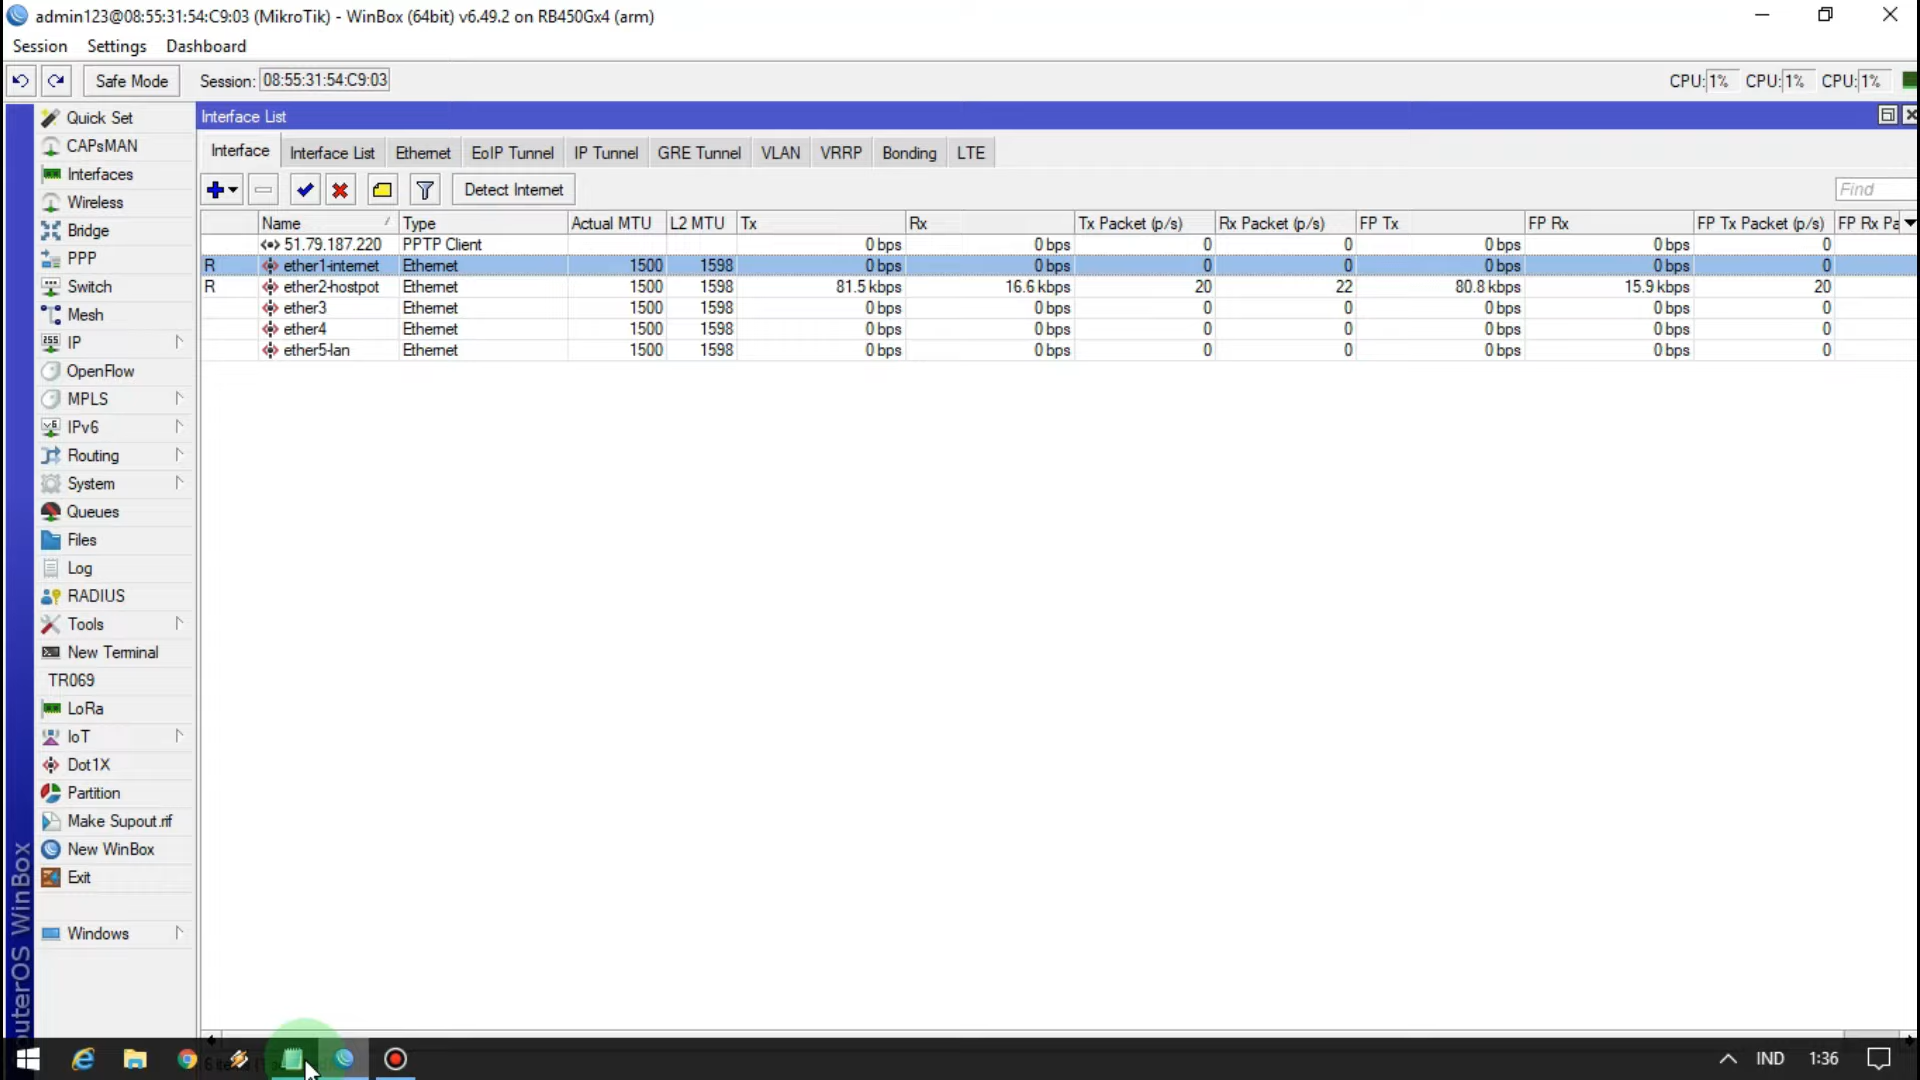 admin123@08:55:31:54:C9:03 (MikroTik) - WinBox (64bit) v6.49.2 on RB450Gx4 (arm)
Session Settings Dashboard
Safe Mode Session: 08:55:31:54:C9:03 CPU: 1% CPU: 1% CPU: 1%
Quick Set
CAPsMAN
Interfaces
Wireless
Bridge
PPP
Switch
Mesh
IP
OpenFlow
MPLS
IPv6
Routing
System
Queues
Files
Log
RADIUS
Tools
New Terminal
TR069
LoRa
IoT
Dot1X
Partition
Make Supout.rif
New WinBox
Exit
Windows
outerOS WinBox
Interface List
Interface Interface List Ethernet EoIP Tunnel IP Tunnel GRE Tunnel VLAN VRRP Bonding LTE
Detect Internet Find
Name Type Actual MTU L2 MTU Tx Rx Tx Packet (p/s) Rx Packet (p/s) FP Tx FP Rx FP Tx Packet (p/s) FP Rx Pa
51.79.187.220 PPTP Client 0 bps 0 bps 0 0 0 bps 0 bps 0
R ether1-internet Ethernet 1500 1598 0 bps 0 bps 0 0 0 bps 0 bps 0
R ether2-hostpot Ethernet 1500 1598 81.5 kbps 16.6 kbps 20 22 80.8 kbps 15.9 kbps 20
ether3 Ethernet 1500 1598 0 bps 0 bps 0 0 0 bps 0 bps 0
ether4 Ethernet 1500 1598 0 bps 0 bps 0 0 0 bps 0 bps 0
ether5-lan Ethernet 1500 1598 0 bps 0 bps 0 0 0 bps 0 bps 0
IND 1:36